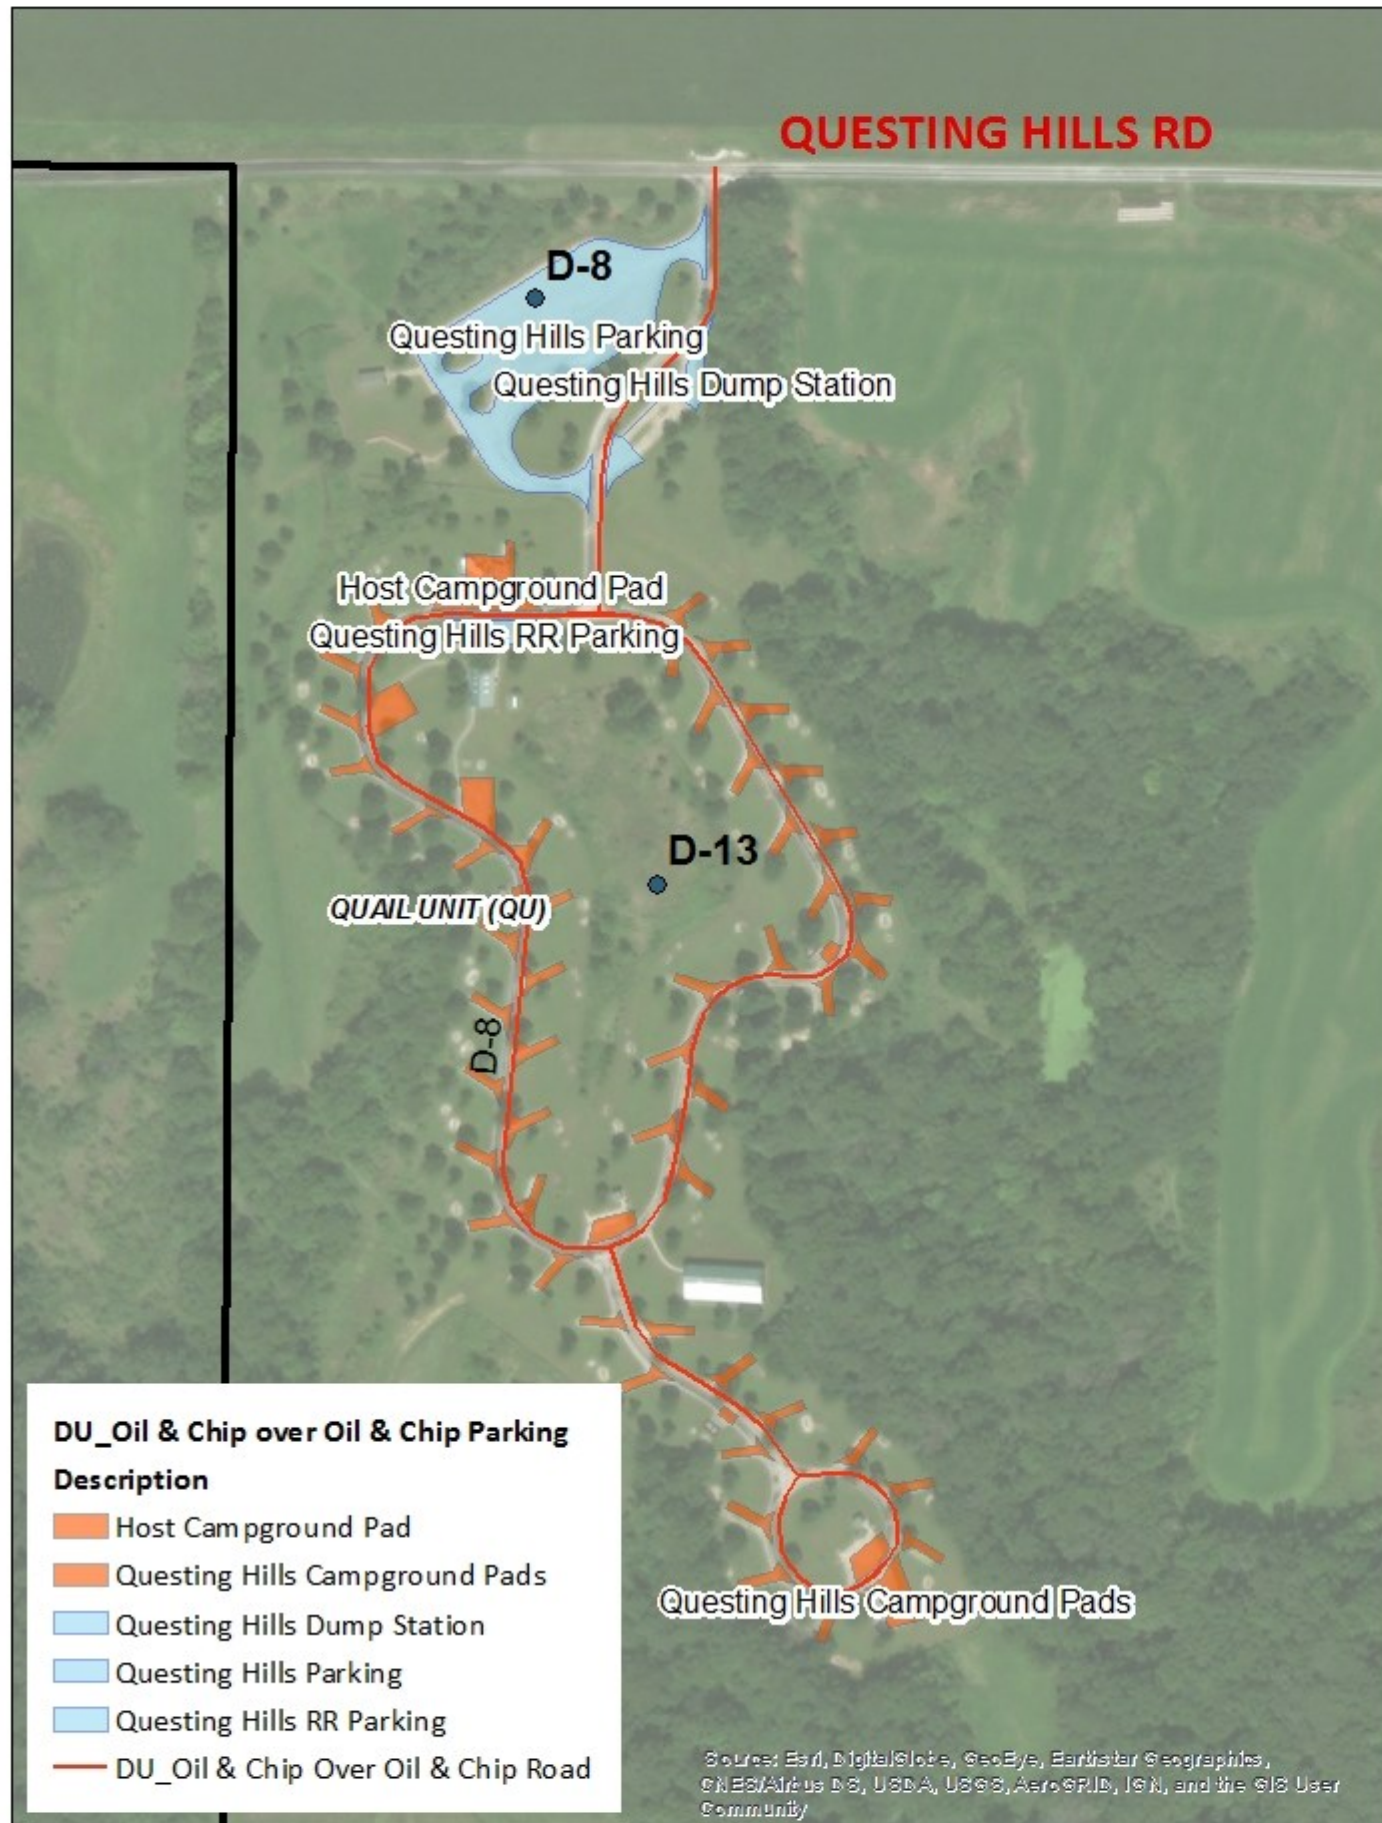 QUESTING HILLS RD
D-8
Questing Hills Parking
Questing Hills Dump Station
Host Campground Pad
Questing Hills RR Parking
D-13
QUAIL UNIT (QU)
D-8
Questing Hills Campground Pads
DU_Oil & Chip over Oil & Chip Parking
Description
Host Campground Pad
Questing Hills Campground Pads
Questing Hills Dump Station
Questing Hills Parking
Questing Hills RR Parking
DU_Oil & Chip Over Oil & Chip Road
Source: Esri, DigitalGlobe, GeoEye, Earthstar Geographics,
CNES/Airbus DS, USDA, USGS, AeroGRID, IGN, and the GIS User
Community